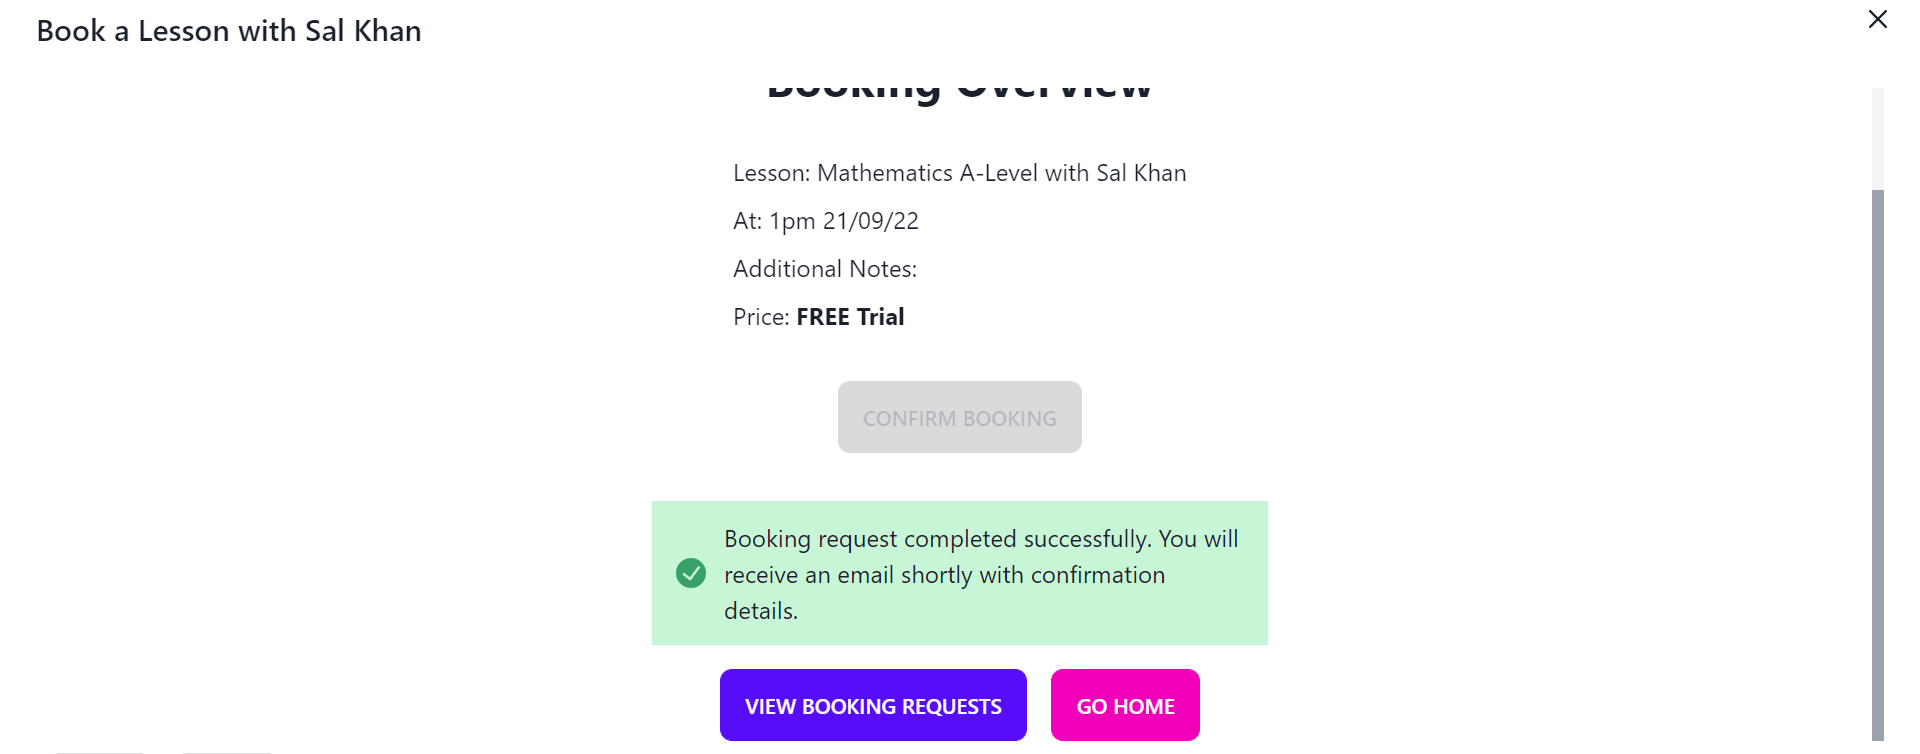 Book a Lesson with Sal Khan
Booking Overview
Lesson: Mathematics A-Level with Sal Khan
At: 1pm 21/09/22
Additional Notes:
Price: FREE Trial
CONFIRM BOOKING
Booking request completed successfully. You will
receive an email shortly with confirmation
details.
VIEW BOOKING REQUESTS
GO HOME